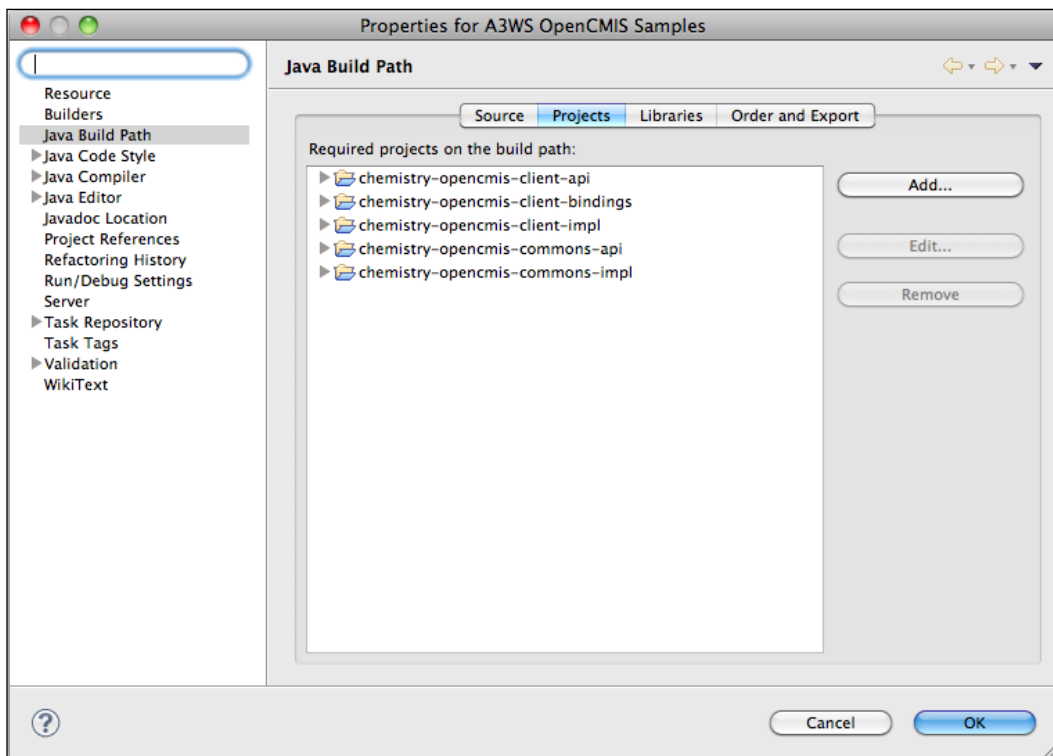 Properties for A3WS OpenCMIS Samples
Resource
Builders
Java Build Path
Java Code Style
Java Compiler
Java Editor
Javadoc Location
Project References
Refactoring History
Run/Debug Settings
Server
Task Repository
Task Tags
Validation
WikiText
Java Build Path
Source Projects Libraries Order and Export
Required projects on the build path:
chemistry-opencmis-client-api
chemistry-opencmis-client-bindings
chemistry-opencmis-client-impl
chemistry-opencmis-commons-api
chemistry-opencmis-commons-impl
Add...
Edit...
Remove
?
Cancel OK